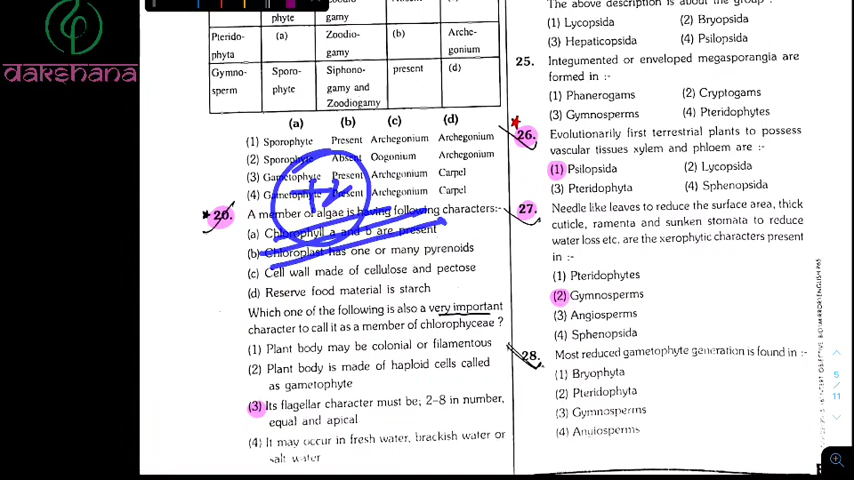 dakshana
phyte
gamy
Pterido-
phyta
(a)
Zoodio-
gamy
(b)
Arche-
gonium
Gymno-
sperm
Sporo-
phyte
Siphono-
gamy and
Zoodiogamy
present
(d)
(a) (b) (c) (d)
(1) Sporophyte Present Archegonium Archegonium
(2) Sporophyte Absent Oogonium Archegonium
(3) Gametophyte Present Archegonium Carpel
(4) Gametophyte Present Archegonium Carpel
20. A member of algae is having following characters:-
(a) Chlorophyll a and b are present
(b) Chloroplast has one or many pyrenoids
(c) Cell wall made of cellulose and pectose
(d) Reserve food material is starch
Which one of the following is also a very important
character to call it as a member of chlorophyceae ?
(1) Plant body may be colonial or filamentous
(2) Plant body is made of haploid cells called
as gametophyte
(3) Its flagellar character must be; 2-8 in number,
equal and apical
(4) It may occur in fresh water, brackish water or
salt water
The above description is about the group ?
(1) Lycopsida (2) Bryopsida
(3) Hepaticopsida (4) Psilopsida
25. Integumented or enveloped megasporangia are
formed in :-
(1) Phanerogams (2) Cryptogams
(3) Gymnosperms (4) Pteridophytes
26. Evolutionarily first terrestrial plants to possess
vascular tissues xylem and phloem are :-
(1) Psilopsida (2) Lycopsida
(3) Pteridophyta (4) Sphenopsida
27. Needle like leaves to reduce the surface area, thick
cuticle, ramenta and sunken stomata to reduce
water loss etc, are the xerophytic characters present
in :-
(1) Pteridophytes
(2) Gymnosperms
(3) Angiosperms
(4) Sphenopsida
28. Most reduced gametophyte generation is found in :-
(1) Bryophyta
(2) Pteridophyta
(3) Gymnosperms
(4) Angiosperms
5
/
11